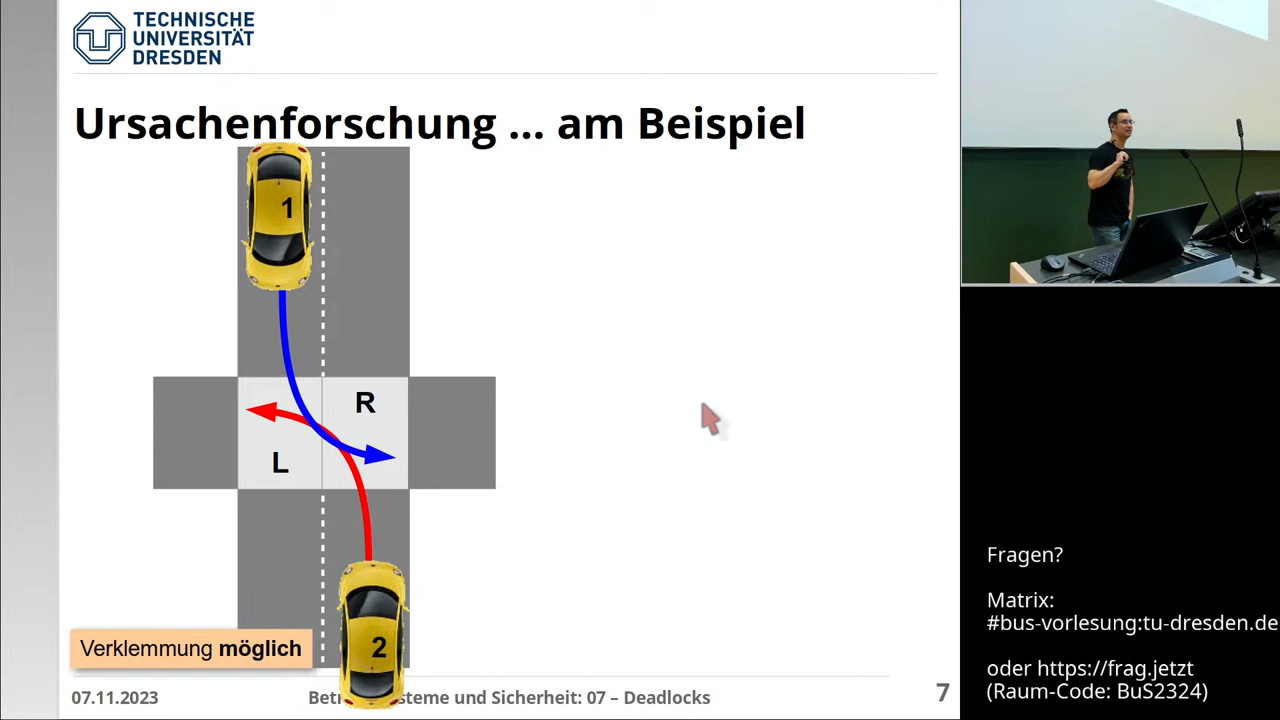 TECHNISCHE
UNIVERSITÄT
DRESDEN
Ursachenforschung ... am Beispiel
1
R
L
2
Verklemmung möglich
07.11.2023
steme und Sicherheit: 07 – Deadlocks
7
Fragen?
Matrix:
#bus-vorlesung:tu-dresden.de
oder https://frag.jetzt
(Raum-Code: BuS2324)